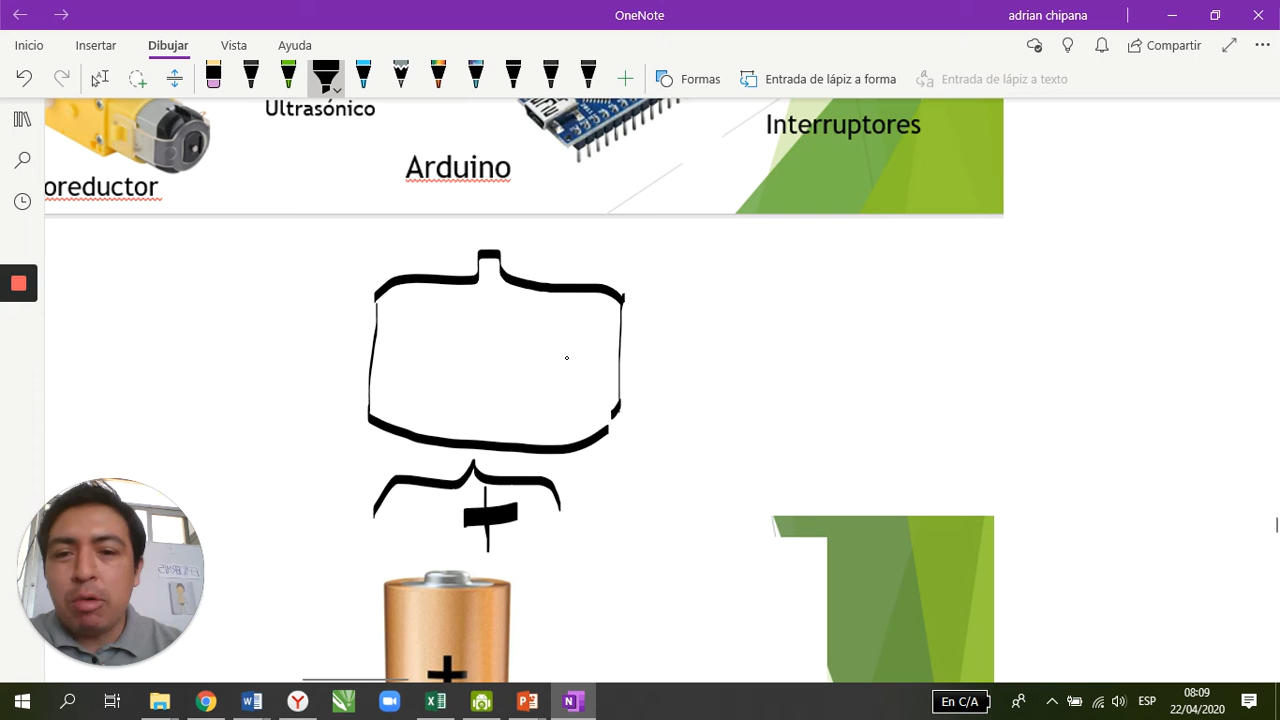 OneNote
adrian chipana
Inicio
Insertar
Dibujar
Vista
Ayuda
Compartir
Formas
Entrada de lápiz a forma
Entrada de lápiz a texto
Ultrasónico
Interruptores
Arduino
oreductor
+
En C/A
ESP
08:09
22/04/2020